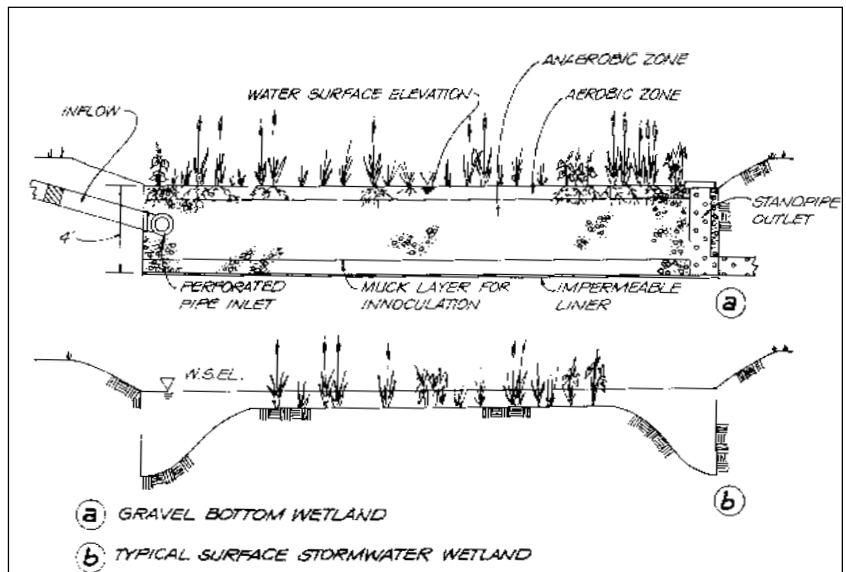 ANAEROBIC ZONE
WATER SURFACE ELEVATION
AEROBIC ZONE
INFLOW
STANDPIPE
OUTLET
4'
PERFORATED
PIPE INLET
MUCK LAYER FOR
INNOCULATION
IMPERMEABLE
LINER
a
W.S.EL.
b
a GRAVEL BOTTOM WETLAND
b TYPICAL SURFACE STORMWATER WETLAND